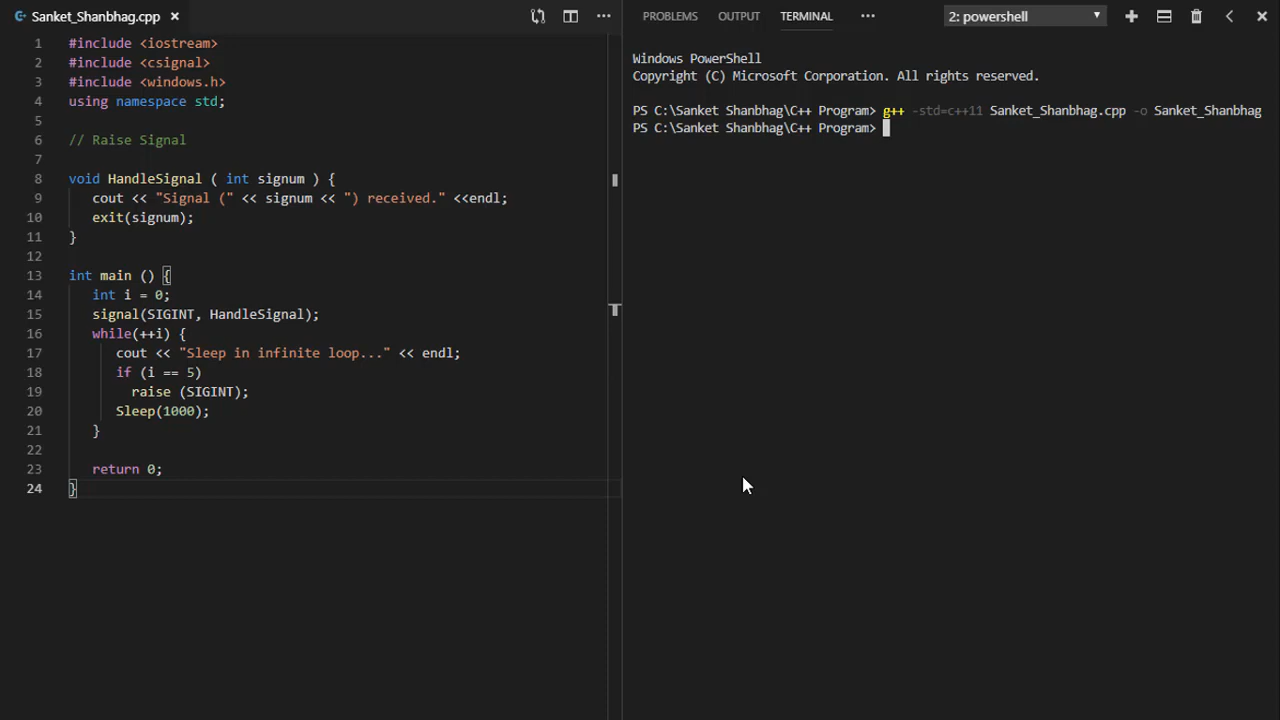 Sanket_Shanbhag.cpp
PROBLEMS OUTPUT TERMINAL ••• 2: powershell
1 #include <iostream>
2 #include <csignal>
3 #include <windows.h>
4 using namespace std;
5
6 // Raise Signal
7
8 void HandleSignal ( int signum ) {
9 cout << "Signal (" << signum << ") received." <<endl;
10 exit(signum);
11 }
12
13 int main () {
14 int i = 0;
15 signal(SIGINT, HandleSignal);
16 while(++i) {
17 cout << "Sleep in infinite loop..." << endl;
18 if (i == 5)
19 raise (SIGINT);
20 Sleep(1000);
21 }
22
23 return 0;
24 }
Windows PowerShell
Copyright (C) Microsoft Corporation. All rights reserved.
PS C:\Sanket Shanbhag\C++ Program> g++ -std=c++11 Sanket_Shanbhag.cpp -o Sanket_Shanbhag
PS C:\Sanket Shanbhag\C++ Program>